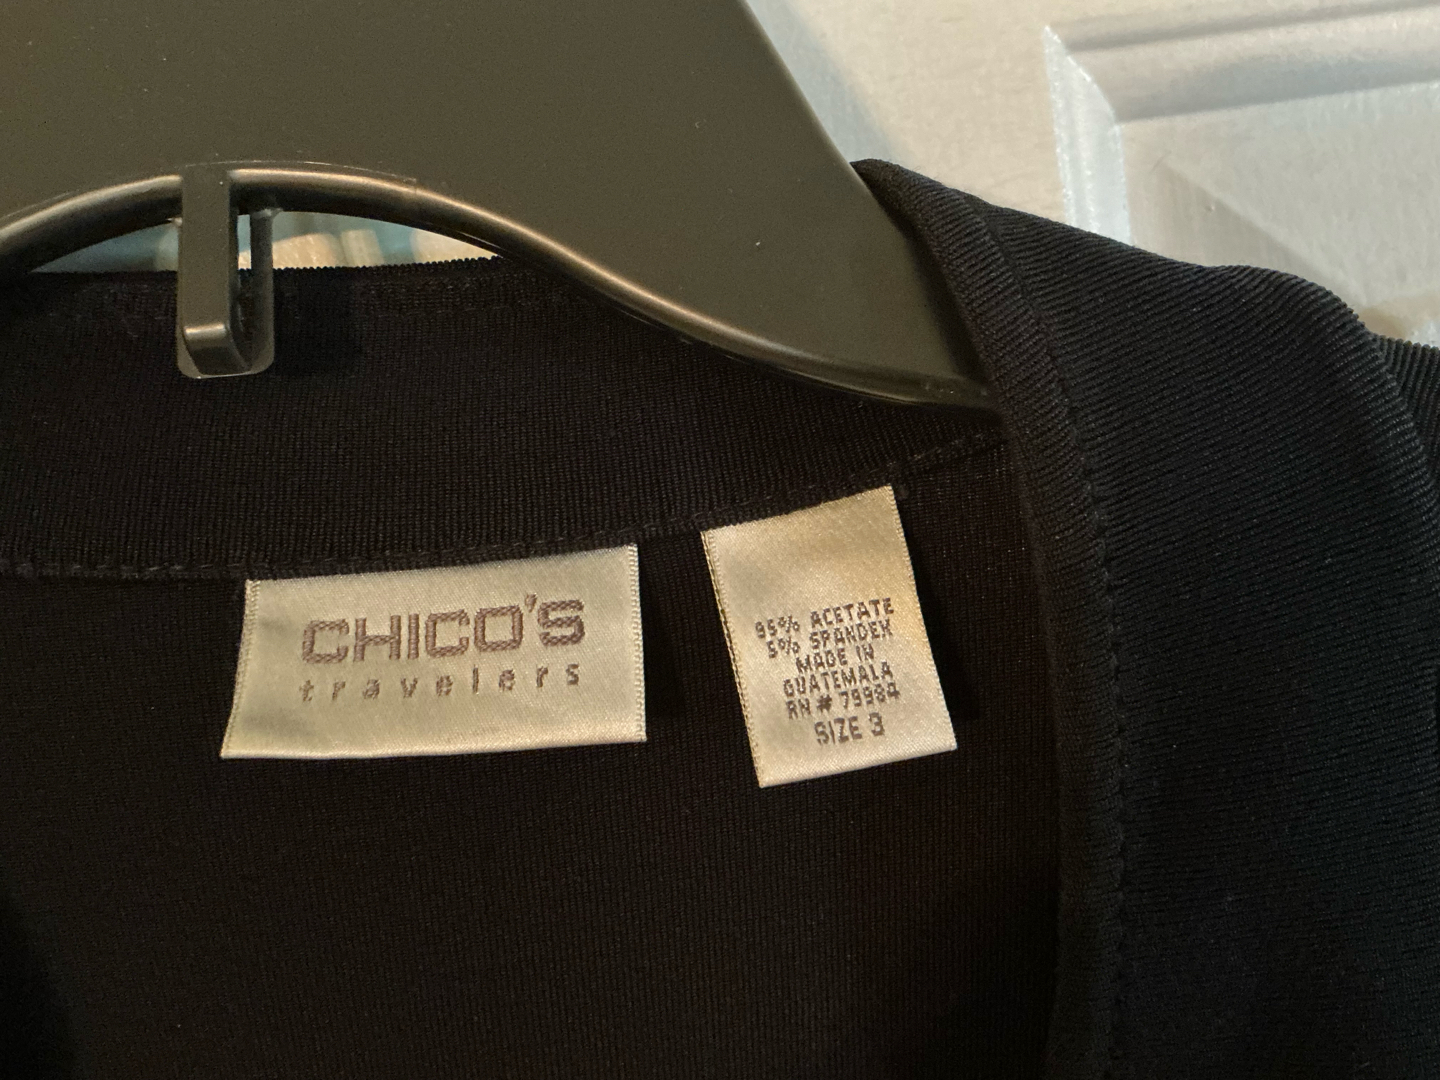 CHICO'S
travelers
95% ACETATE
5% SPANDEX
MADE IN
GUATEMALA
RN # 79984
SIZE 3